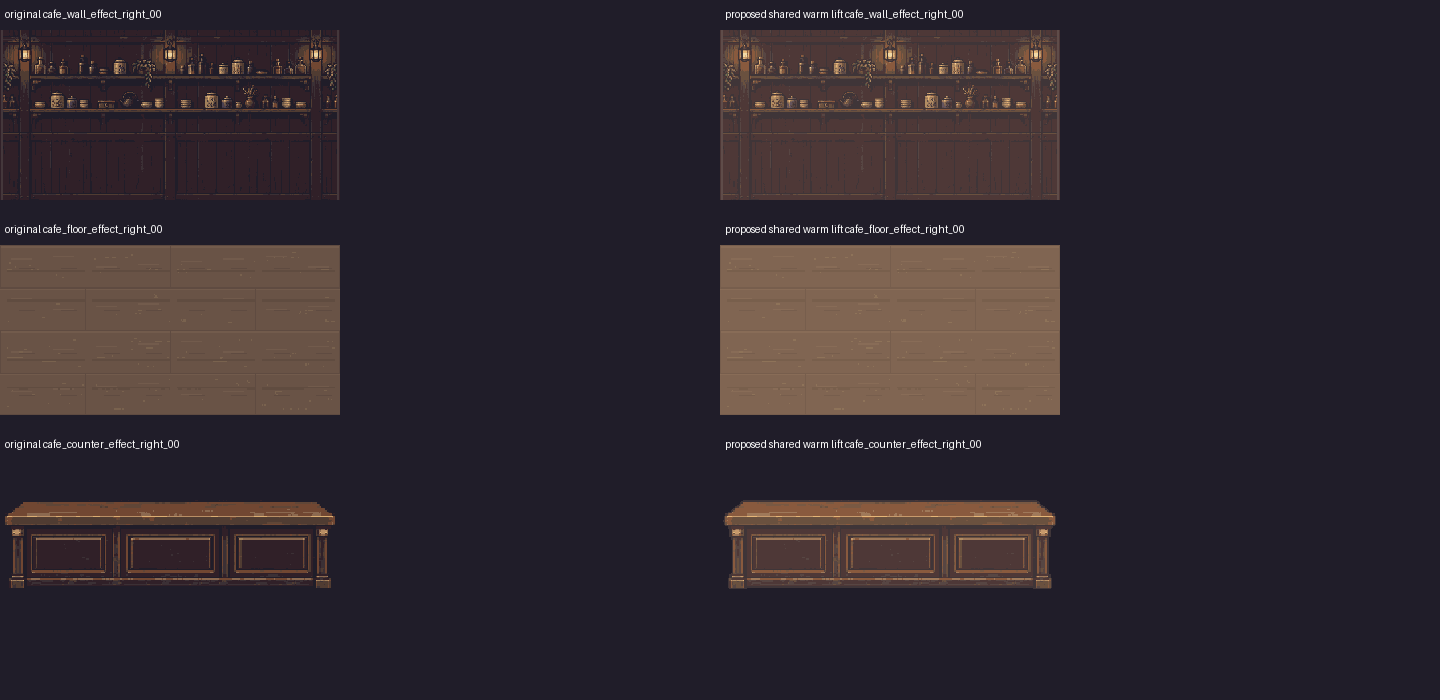 original cafe_wall_effect_right_00
proposed shared warm lift cafe_wall_effect_right_00
original cafe_floor_effect_right_00
proposed shared warm lift cafe_floor_effect_right_00
original cafe_counter_effect_right_00
proposed shared warm lift cafe_counter_effect_right_00